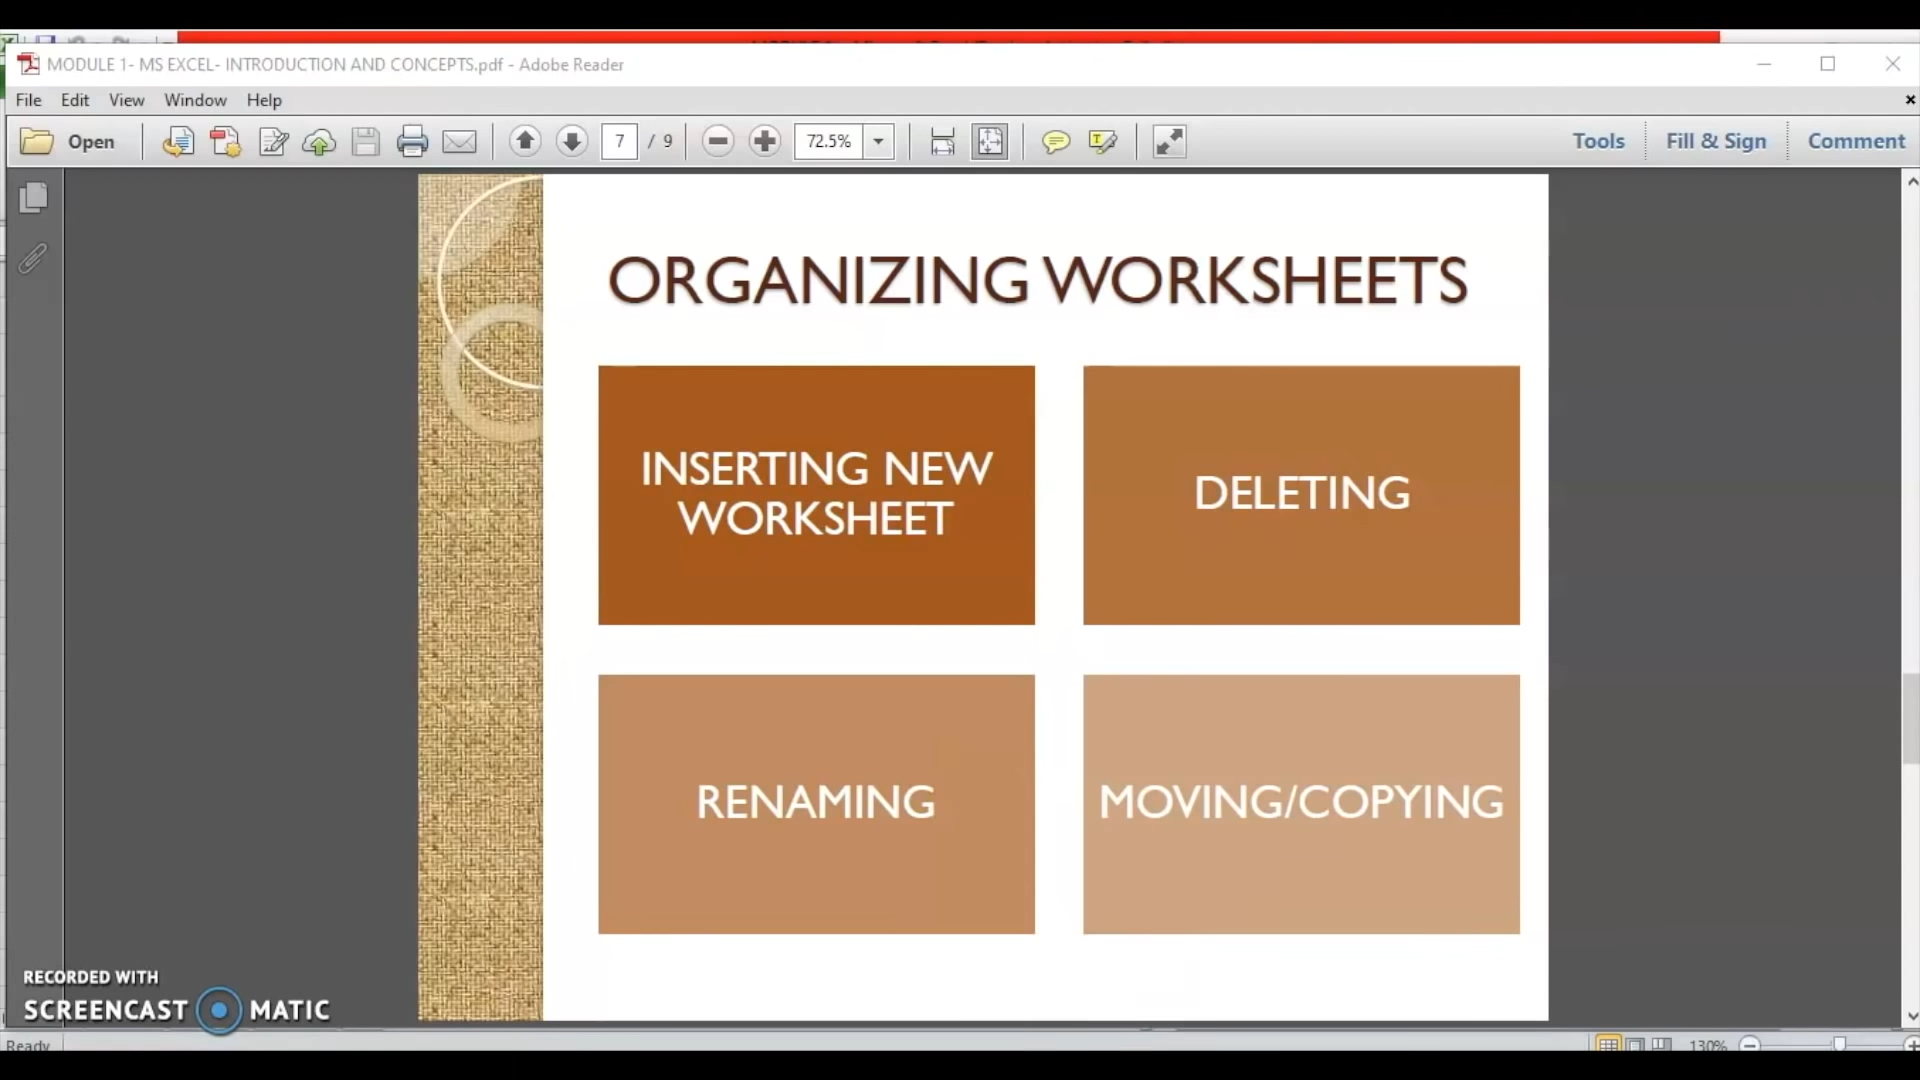 MODULE 1- MS EXCEL- INTRODUCTION AND CONCEPTS.pdf - Adobe Reader
File Edit View Window Help
Open 7 / 9 72.5% Tools Fill & Sign Comment
ORGANIZING WORKSHEETS
INSERTING NEW
WORKSHEET
DELETING
RENAMING
MOVING/COPYING
RECORDED WITH
SCREENCAST MATIC
Ready 130%